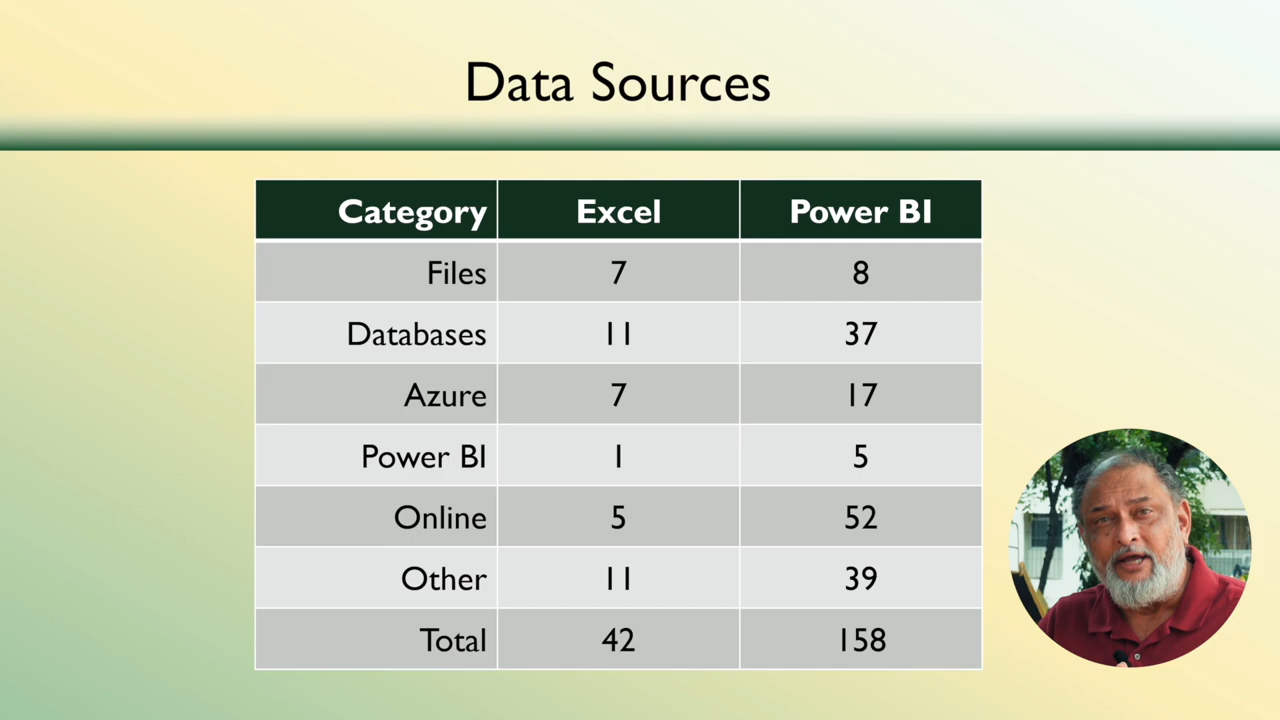 Data Sources
Category Excel Power BI
Files 7 8
Databases 11 37
Azure 7 17
Power BI 1 5
Online 5 52
Other 11 39
Total 42 158